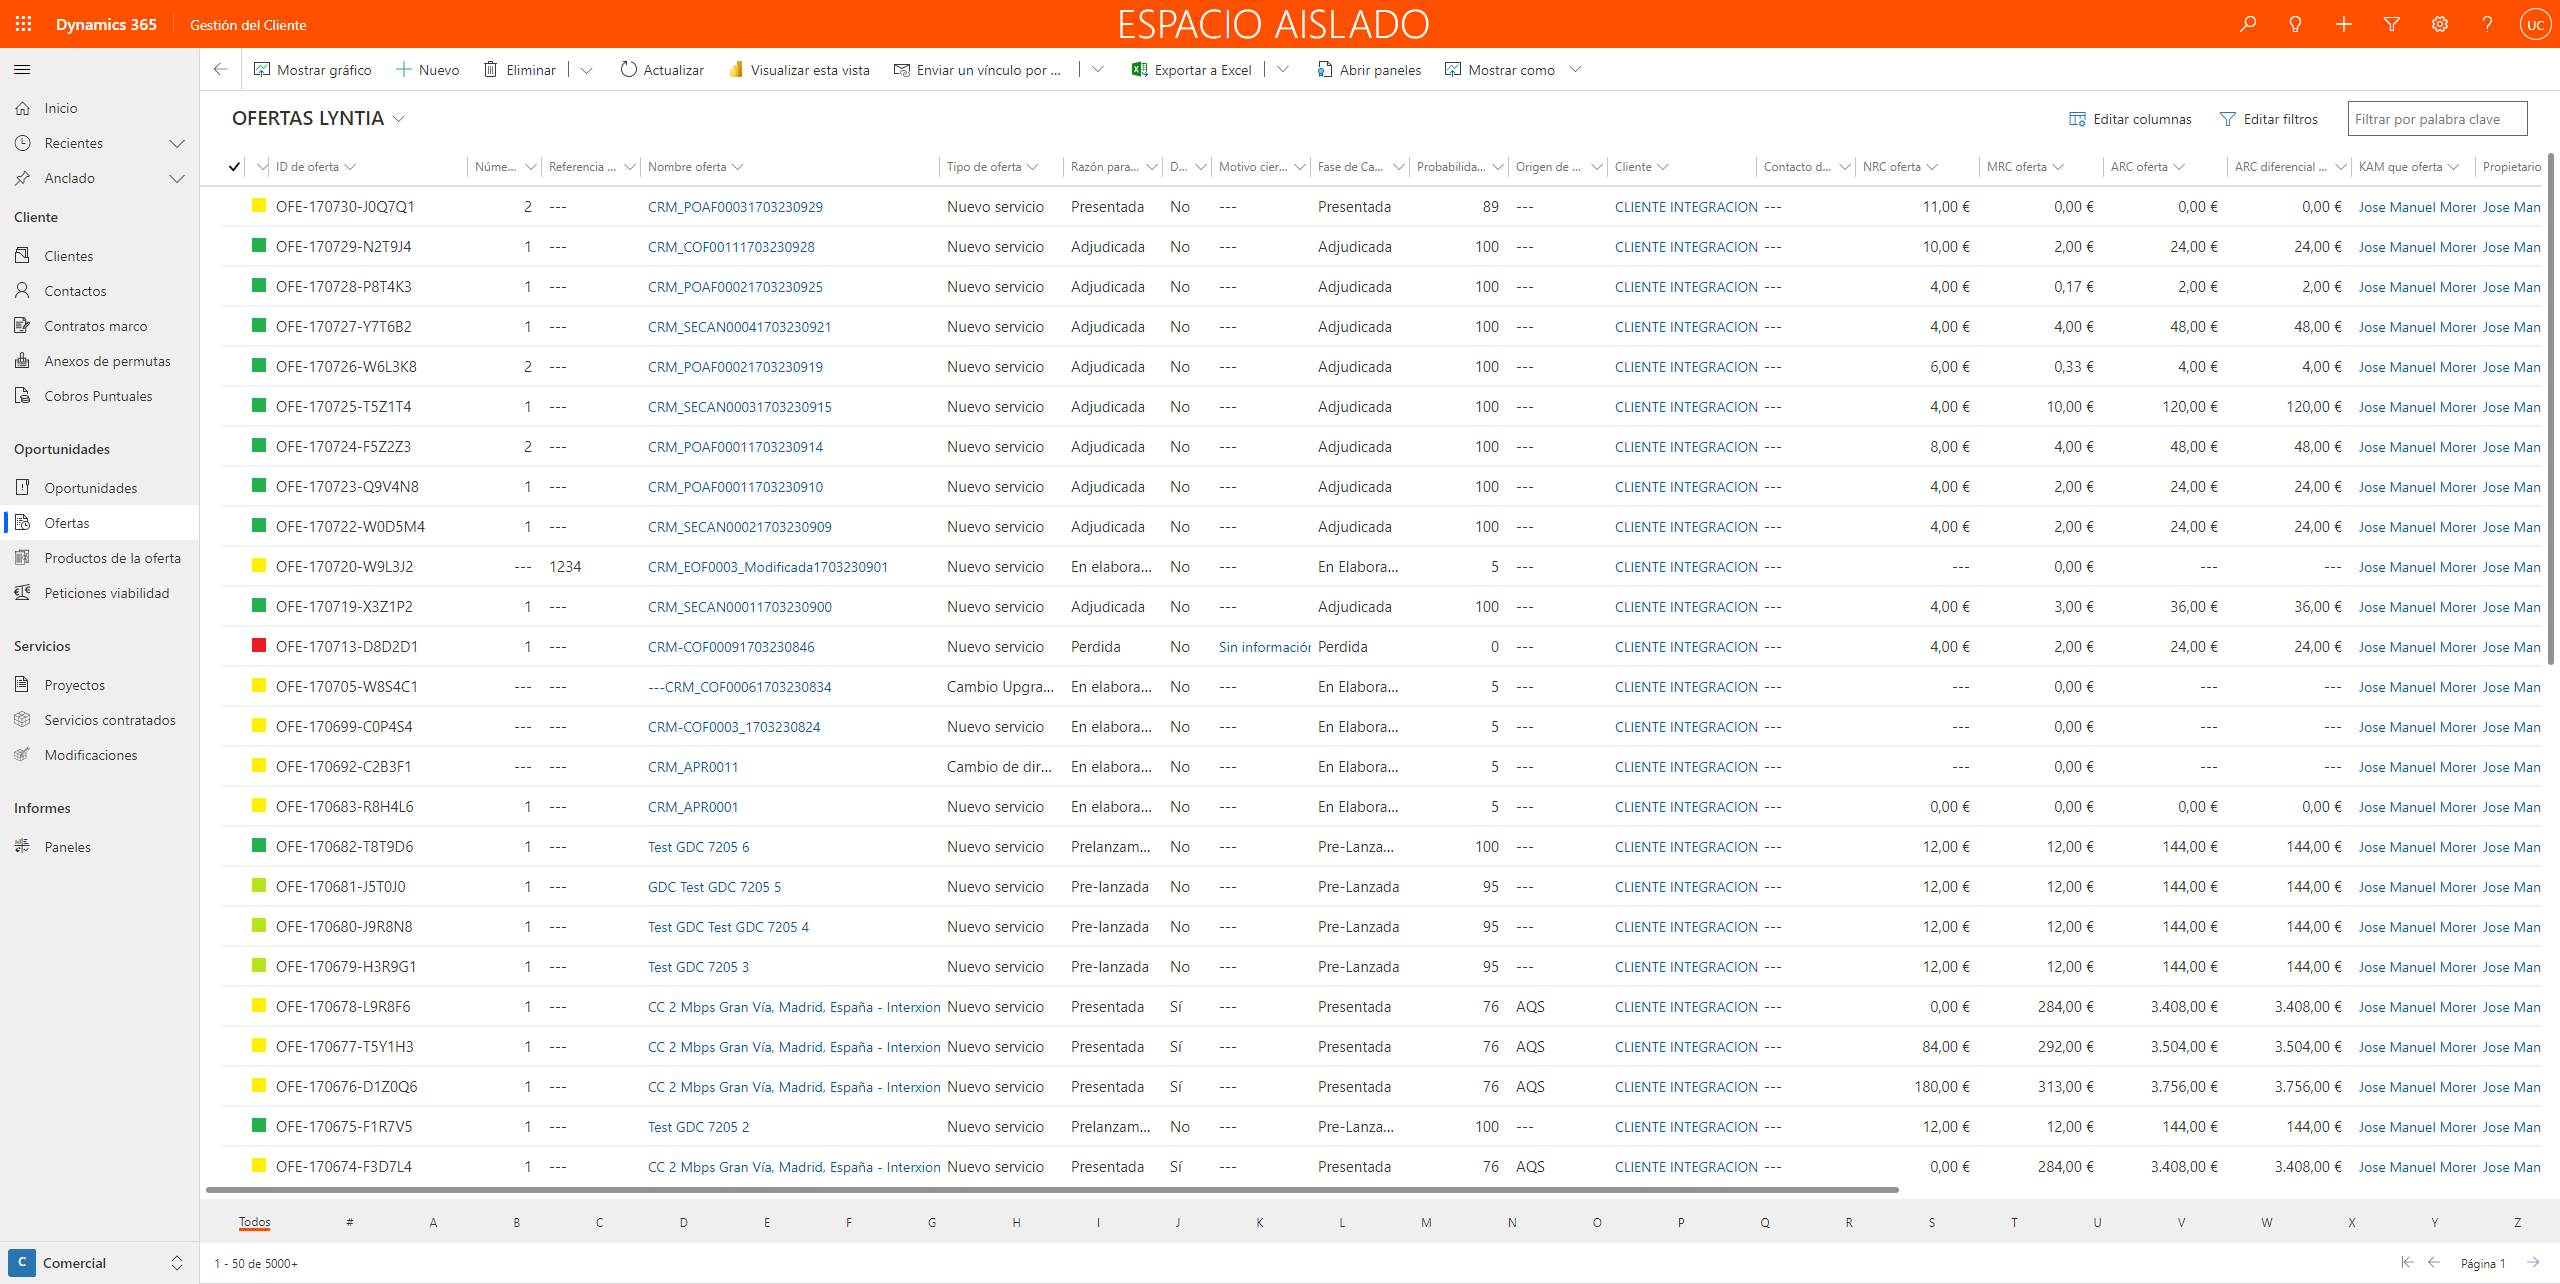 Dynamics 365 Gestión del Cliente ESPACIO AISLADO UC
Mostrar gráfico Nuevo Eliminar Actualizar Visualizar esta vista Enviar un vínculo por ... Exportar a Excel Abrir paneles Mostrar como
Inicio
Recientes
Anclado
Cliente
Clientes
Contactos
Contratos marco
Anexos de permutas
Cobros Puntuales
Oportunidades
Oportunidades
Ofertas
Productos de la oferta
Peticiones viabilidad
Servicios
Proyectos
Servicios contratados
Modificaciones
Informes
Paneles
C Comercial
OFERTAS LYNTIA Editar columnas Editar filtros Filtrar por palabra clave
ID de oferta Núme... Referencia ... Nombre oferta Tipo de oferta Razón para... D... Motivo cier... Fase de Ca... Probabilida... Origen de ... Cliente Contacto d... NRC oferta MRC oferta ARC oferta ARC diferencial ... KAM que oferta Propietario
OFE-170730-J0Q7Q1 2 --- CRM_POAF00031703230929 Nuevo servicio Presentada No --- Presentada 89 --- CLIENTE INTEGRACION --- 11,00 € 0,00 € 0,00 € 0,00 € Jose Manuel Morer Jose Man
OFE-170729-N2T9J4 1 --- CRM_COF00111703230928 Nuevo servicio Adjudicada No --- Adjudicada 100 --- CLIENTE INTEGRACION --- 10,00 € 2,00 € 24,00 € 24,00 € Jose Manuel Morer Jose Man
OFE-170728-P8T4K3 1 --- CRM_POAF00021703230925 Nuevo servicio Adjudicada No --- Adjudicada 100 --- CLIENTE INTEGRACION --- 4,00 € 0,17 € 2,00 € 2,00 € Jose Manuel Morer Jose Man
OFE-170727-Y7T6B2 1 --- CRM_SECAN00041703230921 Nuevo servicio Adjudicada No --- Adjudicada 100 --- CLIENTE INTEGRACION --- 4,00 € 4,00 € 48,00 € 48,00 € Jose Manuel Morer Jose Man
OFE-170726-W6L3K8 2 --- CRM_POAF00021703230919 Nuevo servicio Adjudicada No --- Adjudicada 100 --- CLIENTE INTEGRACION --- 6,00 € 0,33 € 4,00 € 4,00 € Jose Manuel Morer Jose Man
OFE-170725-T5Z1T4 1 --- CRM_SECAN00031703230915 Nuevo servicio Adjudicada No --- Adjudicada 100 --- CLIENTE INTEGRACION --- 4,00 € 10,00 € 120,00 € 120,00 € Jose Manuel Morer Jose Man
OFE-170724-F5Z2Z3 2 --- CRM_POAF00011703230914 Nuevo servicio Adjudicada No --- Adjudicada 100 --- CLIENTE INTEGRACION --- 8,00 € 4,00 € 48,00 € 48,00 € Jose Manuel Morer Jose Man
OFE-170723-Q9V4N8 1 --- CRM_POAF00011703230910 Nuevo servicio Adjudicada No --- Adjudicada 100 --- CLIENTE INTEGRACION --- 4,00 € 2,00 € 24,00 € 24,00 € Jose Manuel Morer Jose Man
OFE-170722-W0D5M4 1 --- CRM_SECAN00021703230909 Nuevo servicio Adjudicada No --- Adjudicada 100 --- CLIENTE INTEGRACION --- 4,00 € 2,00 € 24,00 € 24,00 € Jose Manuel Morer Jose Man
OFE-170720-W9L3J2 --- 1234 CRM_EOF0003_Modificada1703230901 Nuevo servicio En elabora... No --- En Elabora... 5 --- CLIENTE INTEGRACION --- --- 0,00 € --- --- Jose Manuel Morer Jose Man
OFE-170719-X3Z1P2 1 --- CRM_SECAN00011703230900 Nuevo servicio Adjudicada No --- Adjudicada 100 --- CLIENTE INTEGRACION --- 4,00 € 3,00 € 36,00 € 36,00 € Jose Manuel Morer Jose Man
OFE-170713-D8D2D1 1 --- CRM-COF00091703230846 Nuevo servicio Perdida No Sin información Perdida 0 --- CLIENTE INTEGRACION --- 4,00 € 2,00 € 24,00 € 24,00 € Jose Manuel Morer Jose Man
OFE-170705-W8S4C1 --- --- ---CRM_COF00061703230834 Cambio Upgra... En elabora... No --- En Elabora... 5 --- CLIENTE INTEGRACION --- --- 0,00 € --- --- Jose Manuel Morer Jose Man
OFE-170699-C0P4S4 --- --- CRM-COF0003_1703230824 Nuevo servicio En elabora... No --- En Elabora... 5 --- CLIENTE INTEGRACION --- --- 0,00 € --- --- Jose Manuel Morer Jose Man
OFE-170692-C2B3F1 --- --- CRM_APR0011 Cambio de dir... En elabora... No --- En Elabora... 5 --- CLIENTE INTEGRACION --- --- 0,00 € --- --- Jose Manuel Morer Jose Man
OFE-170683-R8H4L6 1 --- CRM_APR0001 Nuevo servicio En elabora... No --- En Elabora... 5 --- CLIENTE INTEGRACION --- 0,00 € 0,00 € 0,00 € 0,00 € Jose Manuel Morer Jose Man
OFE-170682-T8T9D6 1 --- Test GDC 7205 6 Nuevo servicio Prelanzam... No --- Pre-Lanza... 100 --- CLIENTE INTEGRACION --- 12,00 € 12,00 € 144,00 € 144,00 € Jose Manuel Morer Jose Man
OFE-170681-J5T0J0 1 --- GDC Test GDC 7205 5 Nuevo servicio Pre-lanzada No --- Pre-Lanzada 95 --- CLIENTE INTEGRACION --- 12,00 € 12,00 € 144,00 € 144,00 € Jose Manuel Morer Jose Man
OFE-170680-J9R8N8 1 --- Test GDC Test GDC 7205 4 Nuevo servicio Pre-lanzada No --- Pre-Lanzada 95 --- CLIENTE INTEGRACION --- 12,00 € 12,00 € 144,00 € 144,00 € Jose Manuel Morer Jose Man
OFE-170679-H3R9G1 1 --- Test GDC 7205 3 Nuevo servicio Pre-lanzada No --- Pre-Lanzada 95 --- CLIENTE INTEGRACION --- 12,00 € 12,00 € 144,00 € 144,00 € Jose Manuel Morer Jose Man
OFE-170678-L9R8F6 1 --- CC 2 Mbps Gran Vía, Madrid, España - Interxion Nuevo servicio Presentada Sí --- Presentada 76 AQS CLIENTE INTEGRACION --- 0,00 € 284,00 € 3.408,00 € 3.408,00 € Jose Manuel Morer Jose Man
OFE-170677-T5Y1H3 1 --- CC 2 Mbps Gran Vía, Madrid, España - Interxion Nuevo servicio Presentada Sí --- Presentada 76 AQS CLIENTE INTEGRACION --- 84,00 € 292,00 € 3.504,00 € 3.504,00 € Jose Manuel Morer Jose Man
OFE-170676-D1Z0Q6 1 --- CC 2 Mbps Gran Vía, Madrid, España - Interxion Nuevo servicio Presentada Sí --- Presentada 76 AQS CLIENTE INTEGRACION --- 180,00 € 313,00 € 3.756,00 € 3.756,00 € Jose Manuel Morer Jose Man
OFE-170675-F1R7V5 1 --- Test GDC 7205 2 Nuevo servicio Prelanzam... No --- Pre-Lanza... 100 --- CLIENTE INTEGRACION --- 12,00 € 12,00 € 144,00 € 144,00 € Jose Manuel Morer Jose Man
OFE-170674-F3D7L4 1 --- CC 2 Mbps Gran Vía, Madrid, España - Interxion Nuevo servicio Presentada Sí --- Presentada 76 AQS CLIENTE INTEGRACION --- 0,00 € 284,00 € 3.408,00 € 3.408,00 € Jose Manuel Morer Jose Man
Todos # A B C D E F G H I J K L M N O P Q R S T U V W X Y Z
1 - 50 de 5000+ Página 1